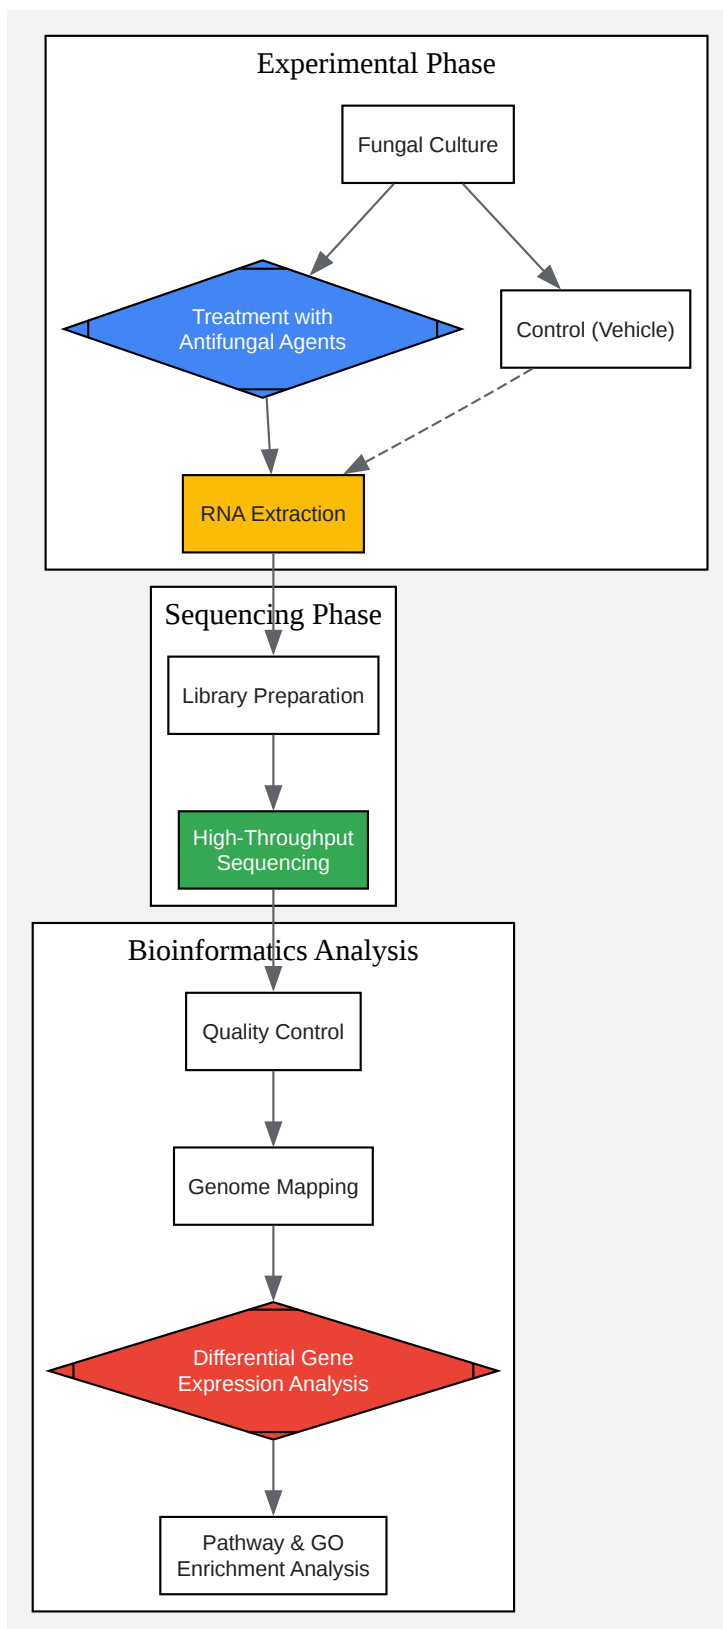 Experimental Phase
Fungal Culture
Treatment with
Antifungal Agents
Control (Vehicle)
RNA Extraction
Sequencing Phase
Library Preparation
High-Throughput
Sequencing
Bioinformatics Analysis
Quality Control
Genome Mapping
Differential Gene
Expression Analysis
Pathway & GO
Enrichment Analysis